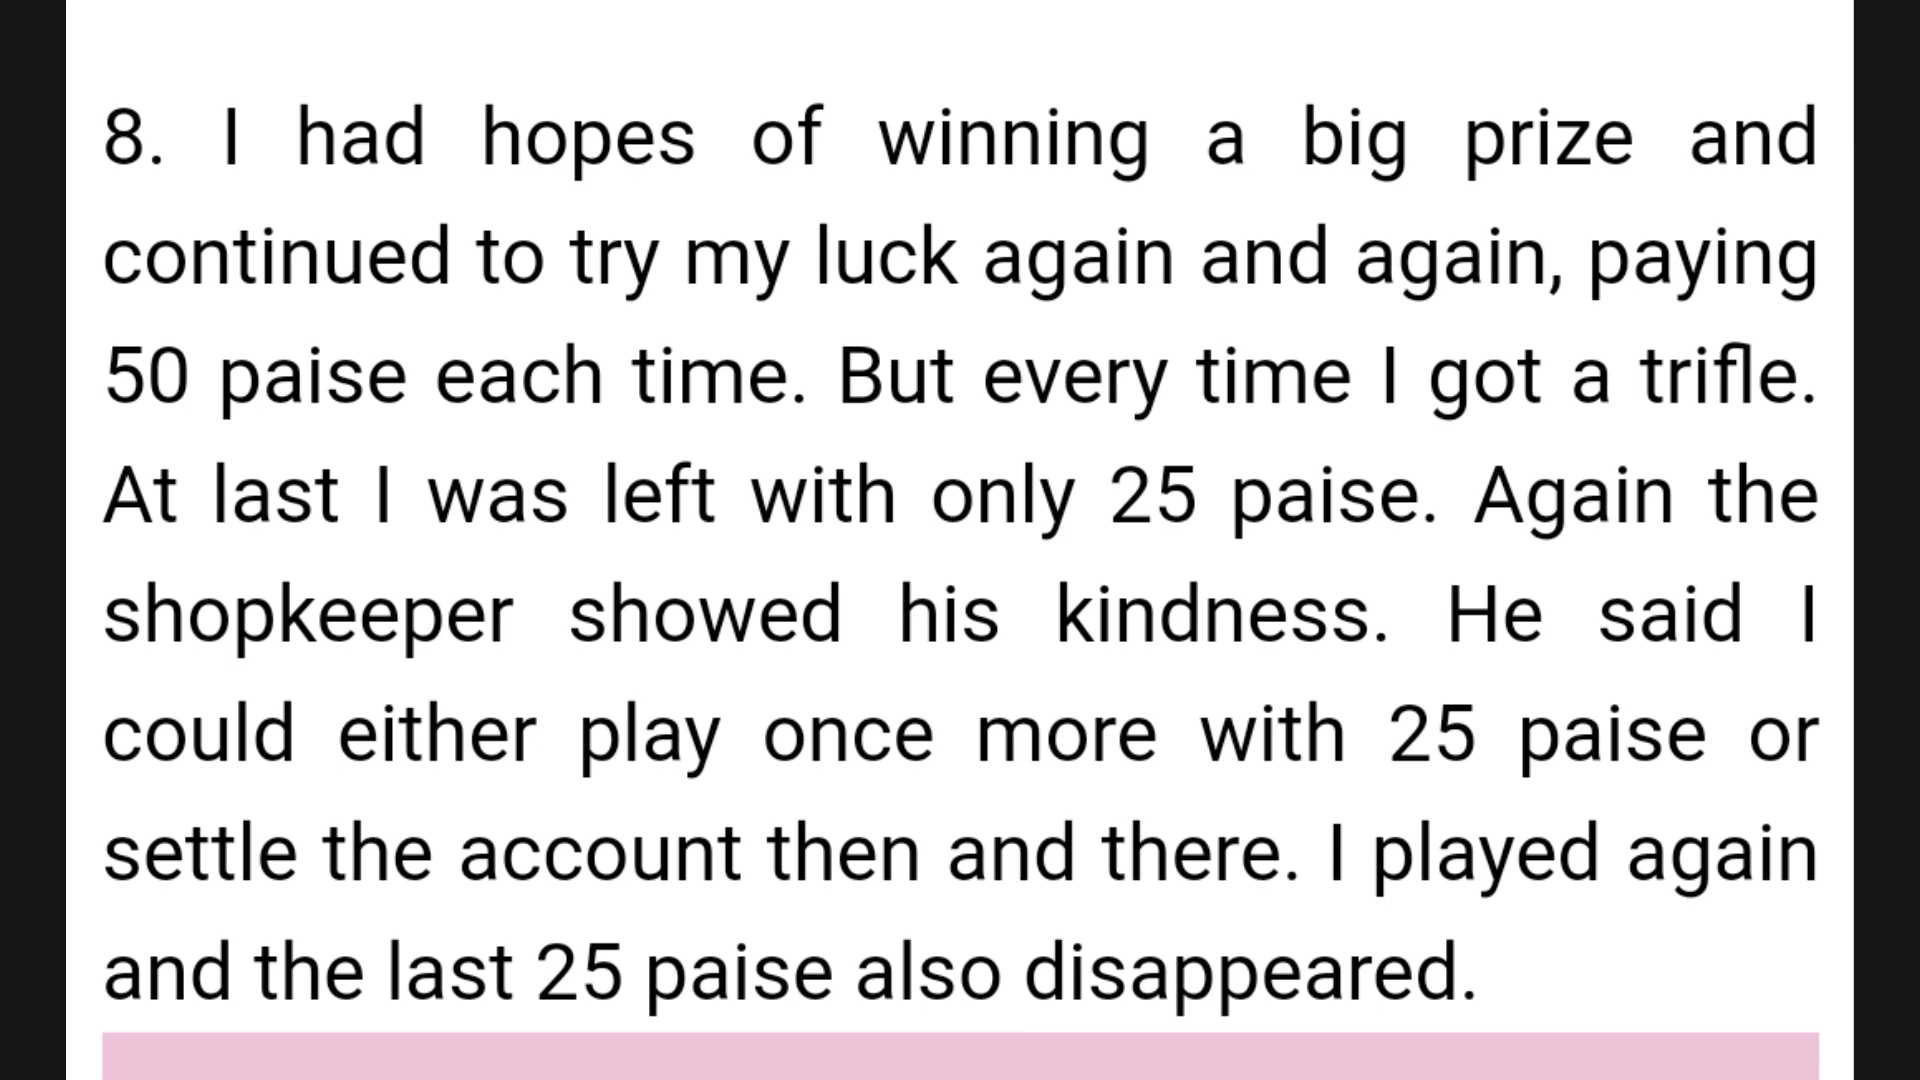 8. I had hopes of winning a big prize and
continued to try my luck again and again, paying
50 paise each time. But every time I got a trifle.
At last I was left with only 25 paise. Again the
shopkeeper showed his kindness. He said I
could either play once more with 25 paise or
settle the account then and there. I played again
and the last 25 paise also disappeared.